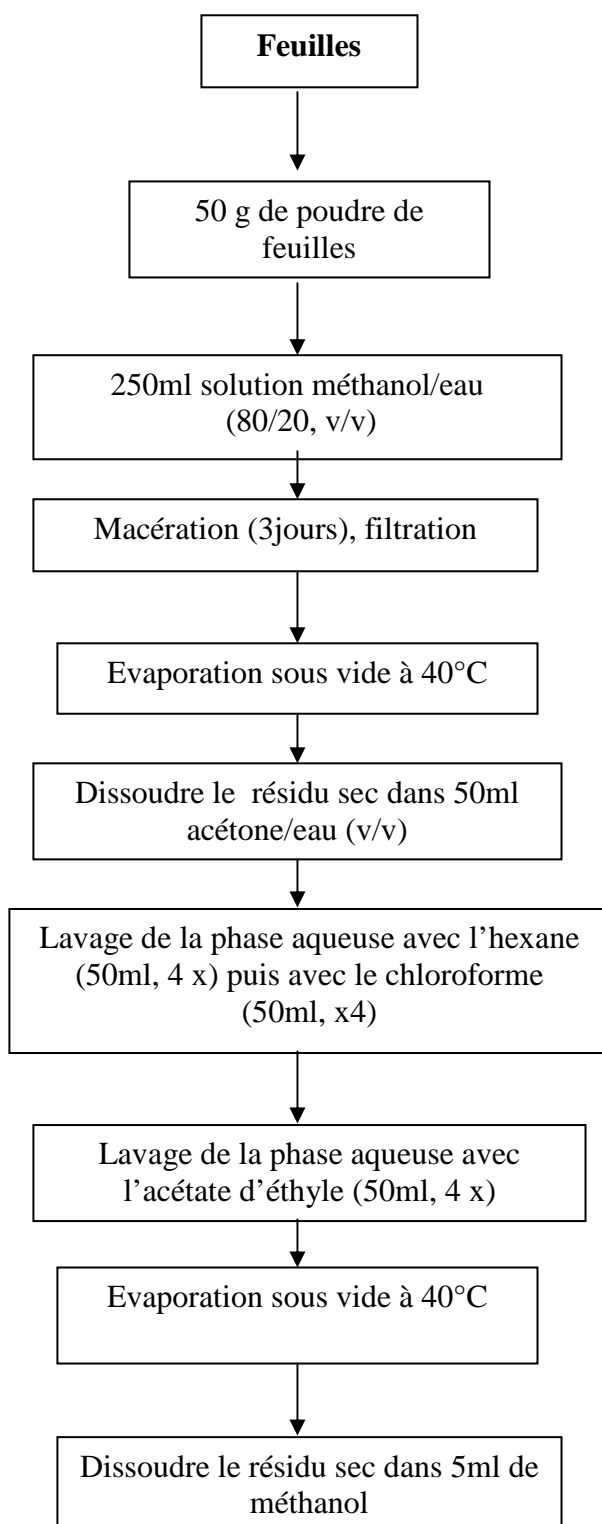 Feuilles
50 g de poudre de
feuilles
250ml solution méthanol/eau
(80/20, v/v)
Macération (3jours), filtration
Evaporation sous vide à 40°C
Dissoudre le  résidu sec dans 50ml
acétone/eau (v/v)
Lavage de la phase aqueuse avec l’hexane
(50ml, 4 x) puis avec le chloroforme
(50ml, x4)
Lavage de la phase aqueuse avec
l’acétate d’éthyle (50ml, 4 x)
Evaporation sous vide à 40°C
Dissoudre le résidu sec dans 5ml de
méthanol